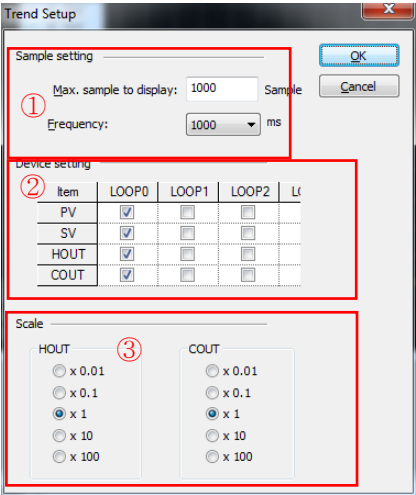 Trend Setup
x
Sample setting
OK
Max. sample to display: 1000 Sample
Cancel
①
Frequency: 1000 ms
Device setting
②
Item LOOP0 LOOP1 LOOP2
PV
SV
HOUT
COUT
Scale
HOUT ③ COUT
x 0.01 x 0.01
x 0.1 x 0.1
x 1 x 1
x 10 x 10
x 100 x 100